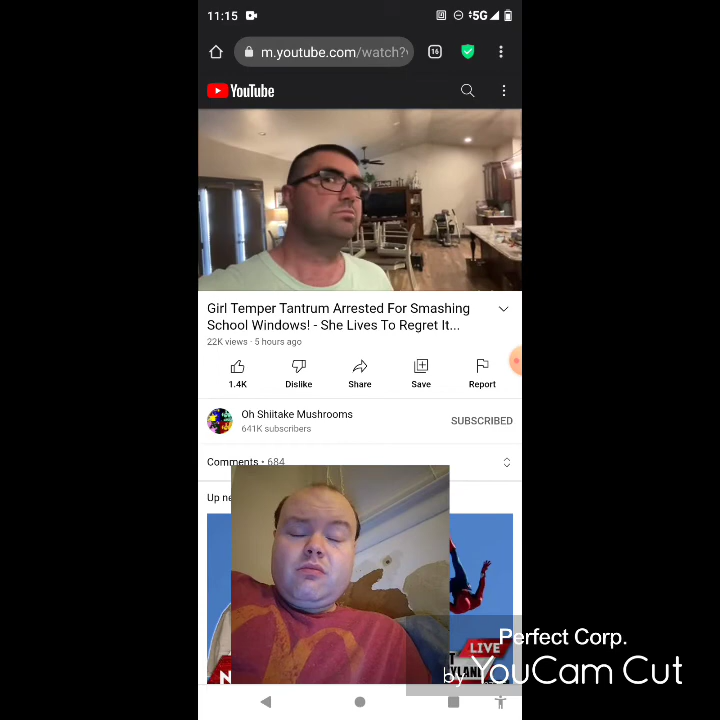 11:15 5G
16
m.youtube.com/watch?v
YouTube
Girl Temper Tantrum Arrested For Smashing
School Windows! - She Lives To Regret It...
22K views · 5 hours ago
1.4K Dislike Share Save Report
Oh Shiitake Mushrooms
641K subscribers
SUBSCRIBED
Comments • 684
Up ne
LIVE
N
Perfect Corp.
by YouCam Cut